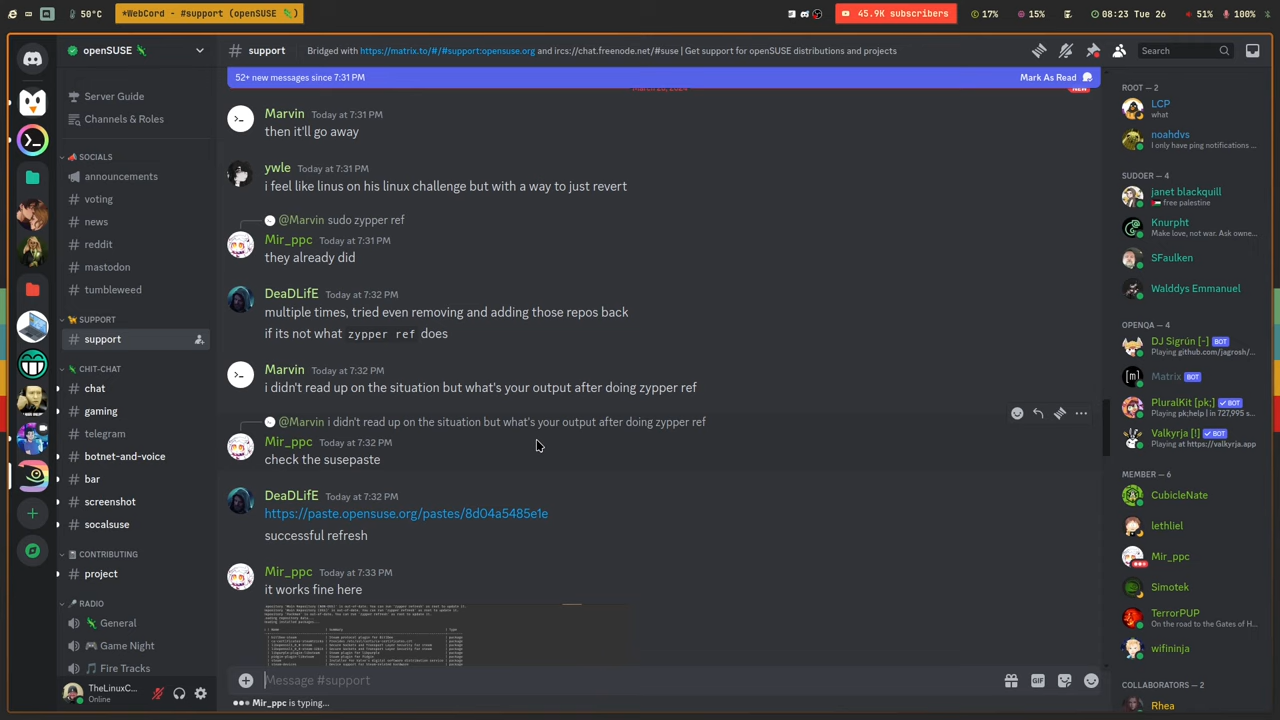 50°C
*WebCord - #support (openSUSE 🦎)
45.9K subscribers
17%
15%
08:23 Tue 26
51%
100%
openSUSE 🦎
# support
Bridged with https://matrix.to/#/#support:opensuse.org and ircs://chat.freenode.net/#suse | Get support for openSUSE distributions and projects
Search
52+ new messages since 7:31 PM
Mark As Read
NEW
Server Guide
Channels & Roles
SOCIALS
announcements
voting
news
reddit
mastodon
tumbleweed
SUPPORT
support
CHIT-CHAT
chat
gaming
telegram
botnet-and-voice
bar
screenshot
socalsuse
CONTRIBUTING
project
RADIO
General
Game Night
Fire Tracks
TheLinuxC...
Online
Marvin Today at 7:31 PM
then it'll go away
ywle Today at 7:31 PM
i feel like linus on his linux challenge but with a way to just revert
@Marvin sudo zypper ref
Mir_ppc Today at 7:31 PM
they already did
DeaDLifE Today at 7:32 PM
multiple times, tried even removing and adding those repos back
if its not what zypper ref does
Marvin Today at 7:32 PM
i didn't read up on the situation but what's your output after doing zypper ref
@Marvin i didn't read up on the situation but what's your output after doing zypper ref
Mir_ppc Today at 7:32 PM
check the susepaste
DeaDLifE Today at 7:32 PM
https://paste.opensuse.org/pastes/8d04a5485e1e
successful refresh
Mir_ppc Today at 7:33 PM
it works fine here
Message #support
GIF
Mir_ppc is typing...
ROOT — 2
LCP
what
noahdvs
I only have ping notifications ...
SUDOER — 4
janet blackquill
🇵🇸 free palestine
Knurpht
Make love, not war. Ask owne...
SFaulken
Walddys Emmanuel
OPENQA — 4
DJ Sigrún [-] BOT
Playing github.com/jagrosh/...
Matrix BOT
PluralKit [pk;] ✓ BOT
Playing pk;help | in 727,995 s...
Valkyrja [!] ✓ BOT
Playing at https://valkyrja.app
MEMBER — 6
CubicleNate
lethliel
Mir_ppc
Simotek
TerrorPUP
On the road to the Gates of H...
wifininja
COLLABORATORS — 2
Rhea